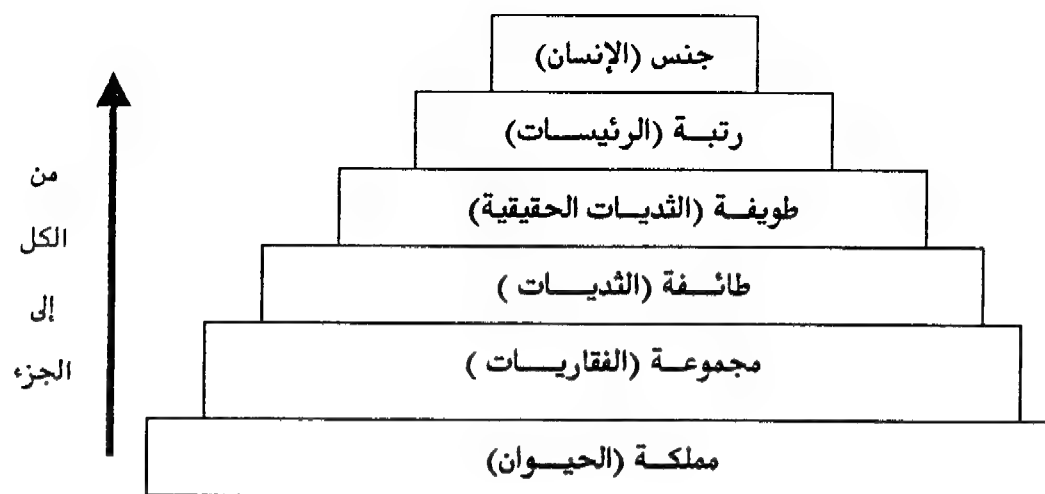 جنس (الإنسان)
رتبة (الرئيسات)
طويفة (الثديات الحقيقية)
طائفة (الثديات )
مجموعة (الفقاريات )
مملكة (الحيوان)
من
الكل
إلى
الجزء